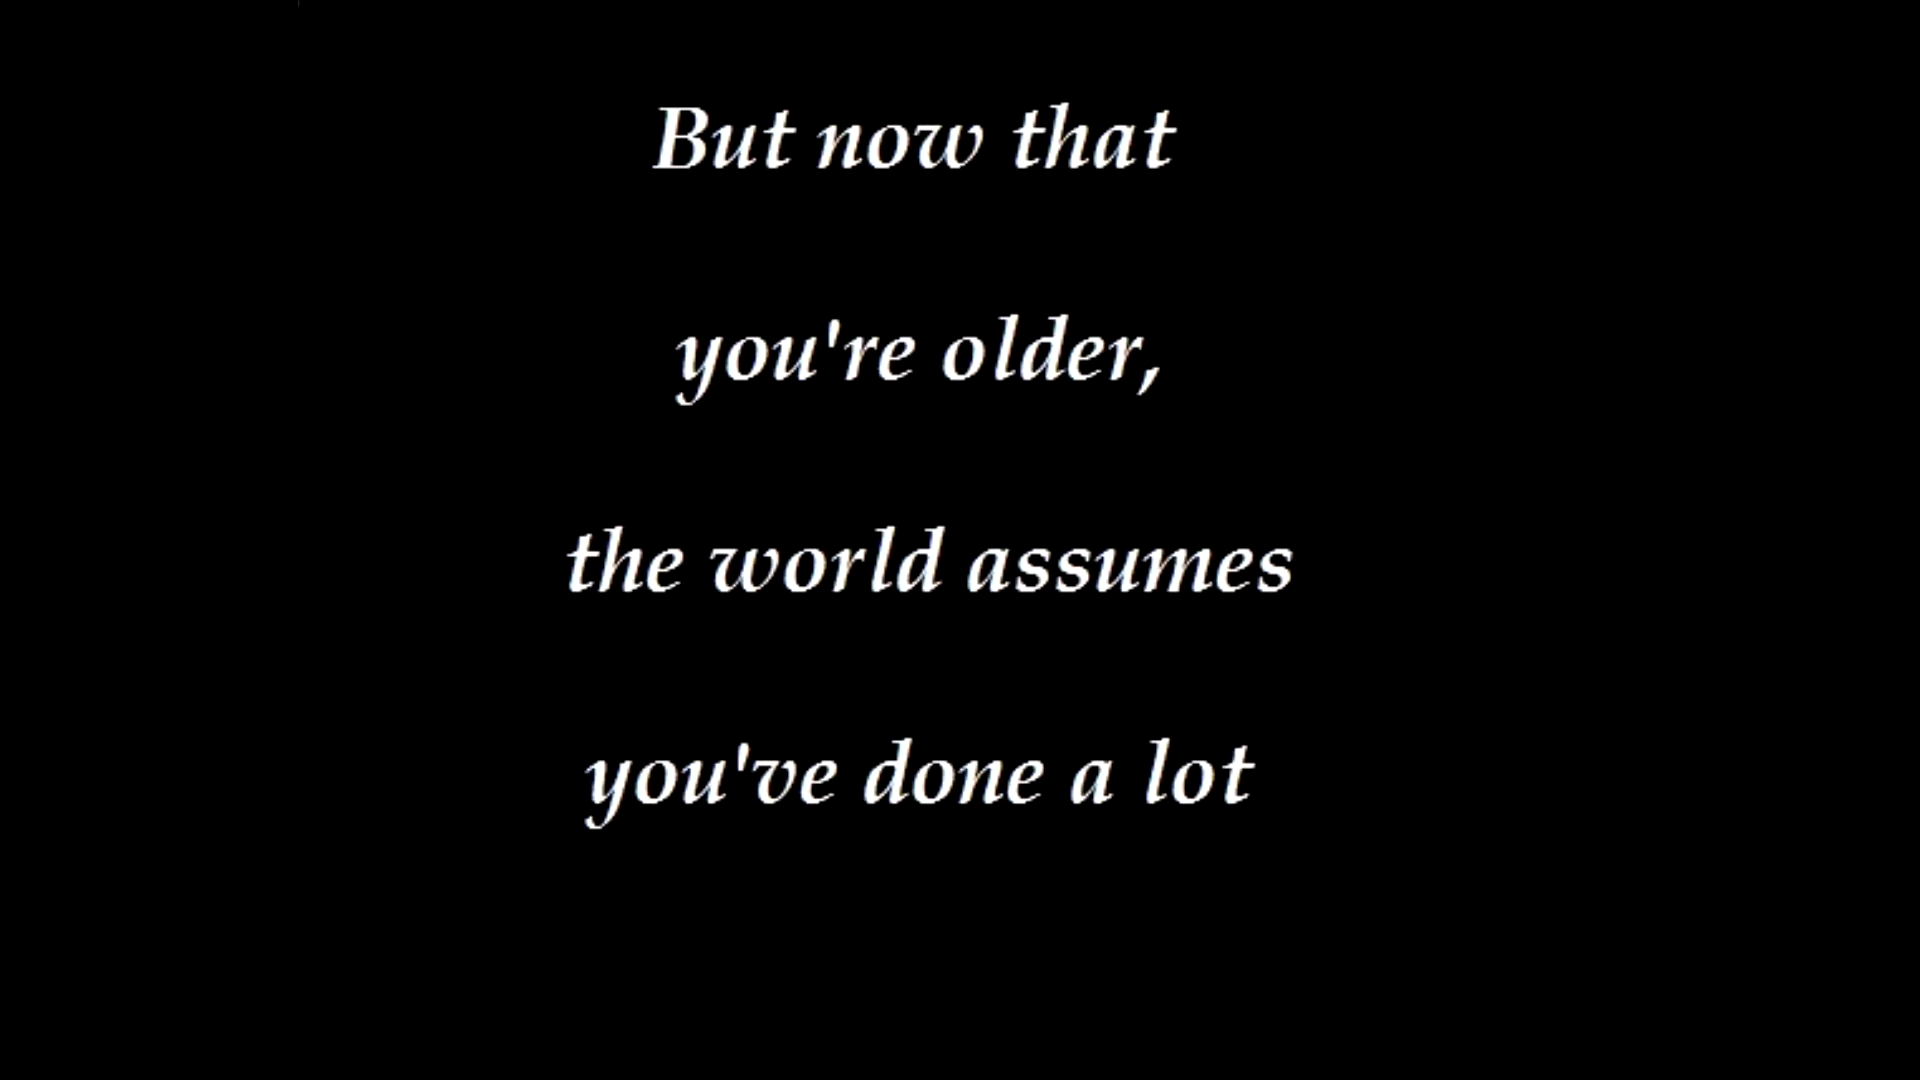 But now that
you're older,
the world assumes
you've done a lot